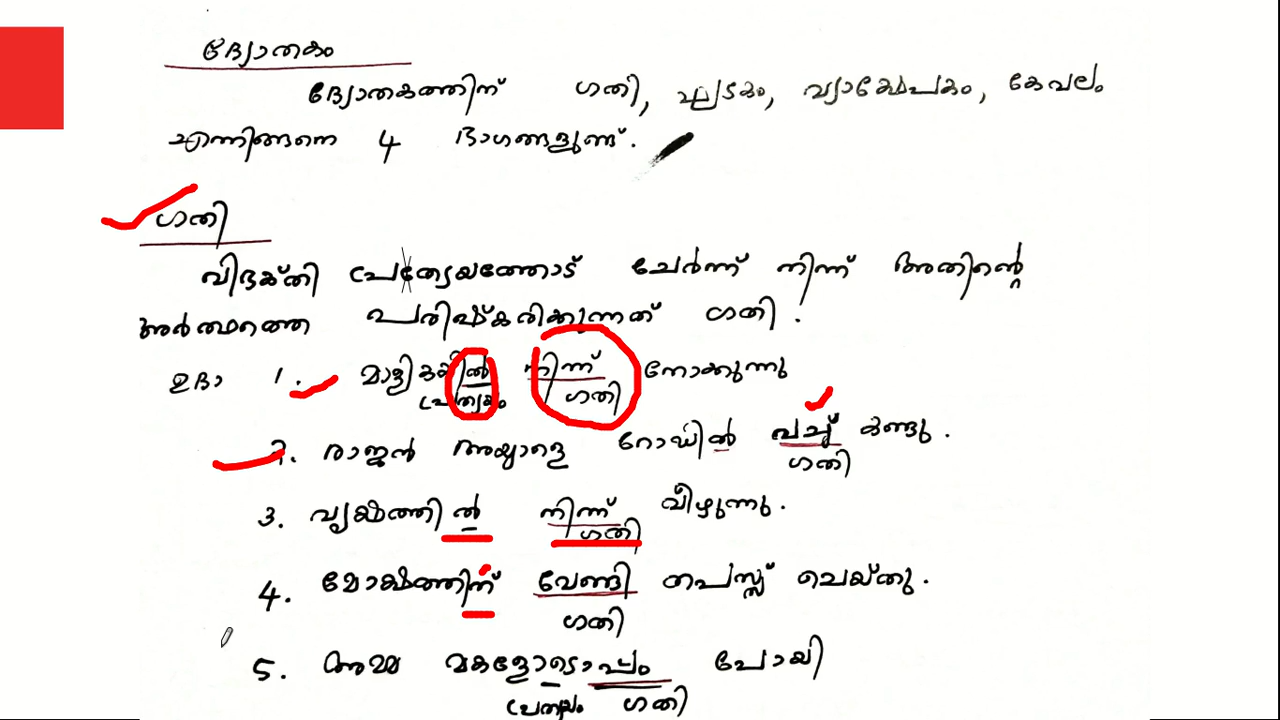 ദ്യോതകം
ദ്യോതകത്തിന് ഗതി, ഘടകം, വ്യാക്ഷേപകം, കേവലം
എന്നിങ്ങനെ 4 ഭാഗങ്ങളുണ്ട്.
ഗതി
വിഭക്തി പ്രത്യയത്തോട് ചേർന്ന് നിന്ന് അതിന്റെ
അർത്ഥത്തെ പരിഷ്കരിക്കുന്നത് ഗതി.
ഉദാ 1. മാളികയിൽ നിന്ന് നോക്കുന്നു
പ്രത്യയം ഗതി
2. രാജൻ അയാളെ റോഡിൽ വച്ച് കണ്ടു.
ഗതി
3. വൃക്ഷത്തിൽ നിന്ന് വീഴുന്നു.
ഗതി
4. മോക്ഷത്തിന് വേണ്ടി തപസ്സ് ചെയ്തു.
ഗതി
5. അമ്മ മകളോടൊപ്പം പോയി
പ്രത്യയം ഗതി